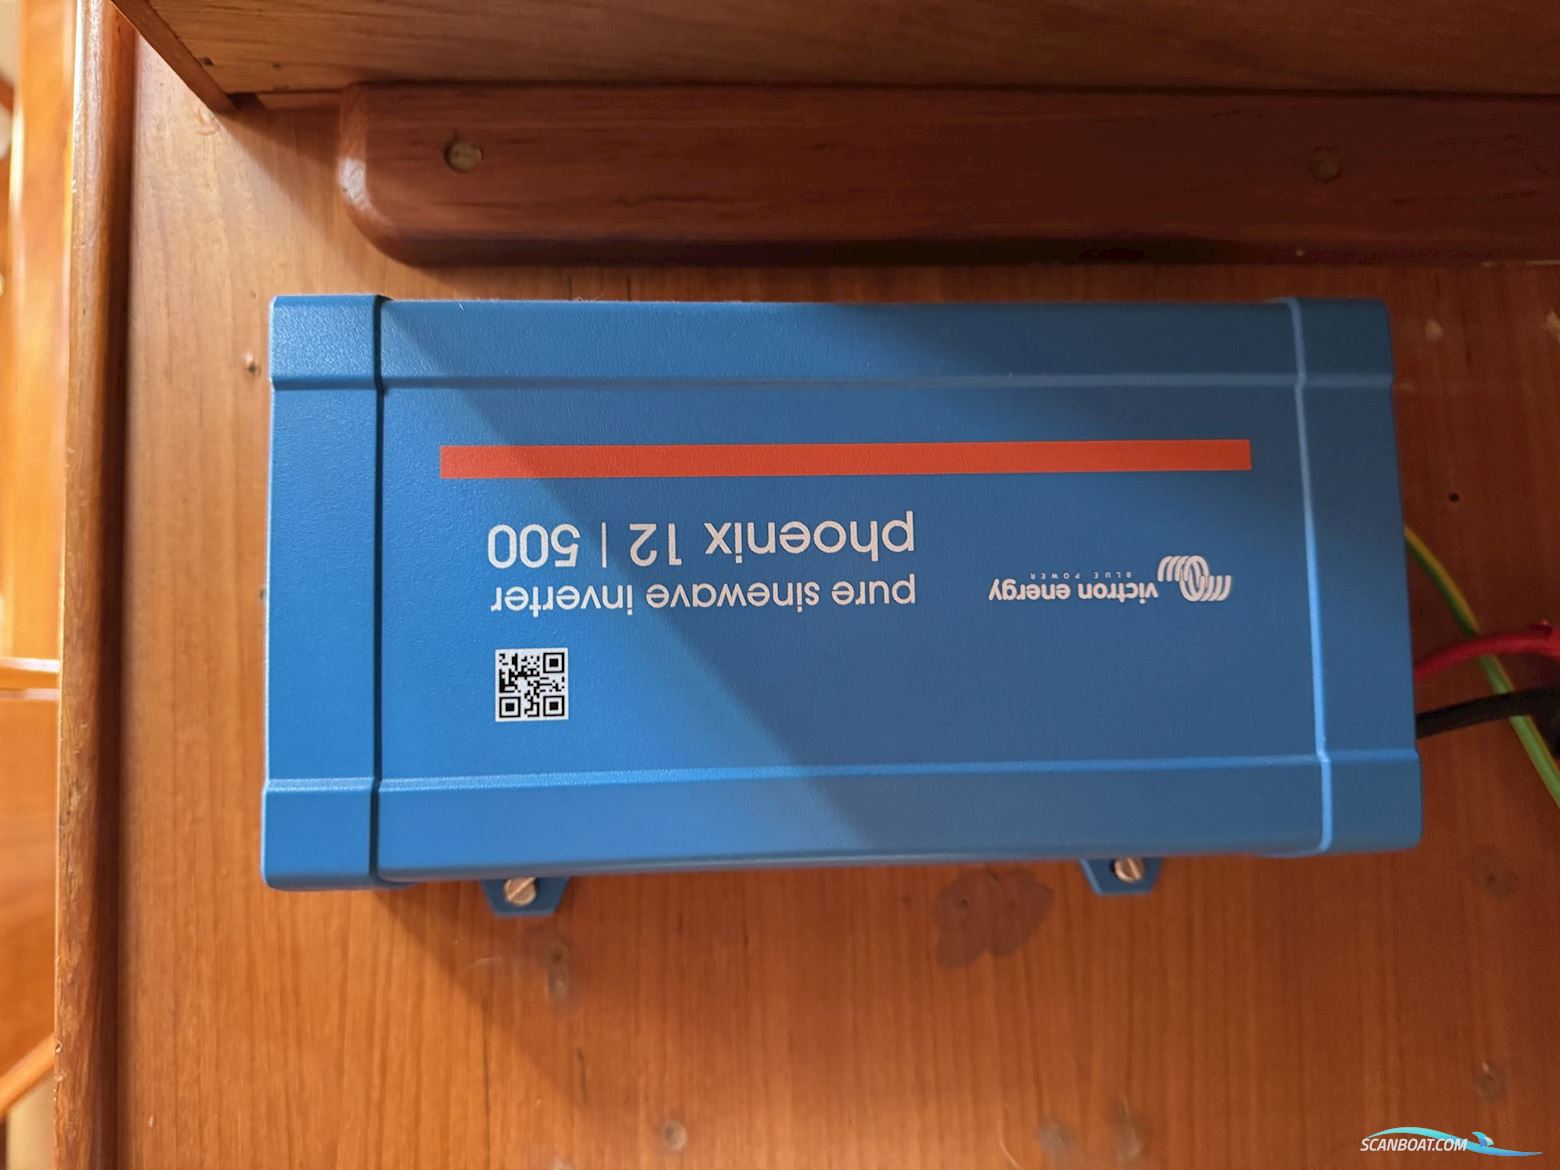 victron energy
BLUE POWER
pure sinewave inverter
phoenix 12 | 500
SCANBOAT.COM